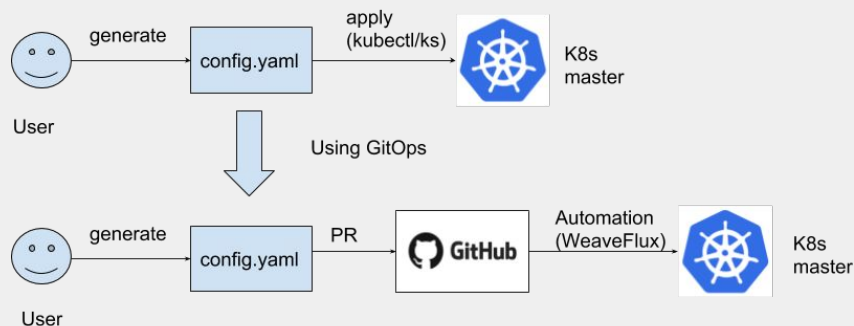 generate
config.yaml
apply
(kubectl/ks)
K8s
master
User
Using GitOps
generate
config.yaml
PR
GitHub
Automation
(WeaveFlux)
K8s
master
User